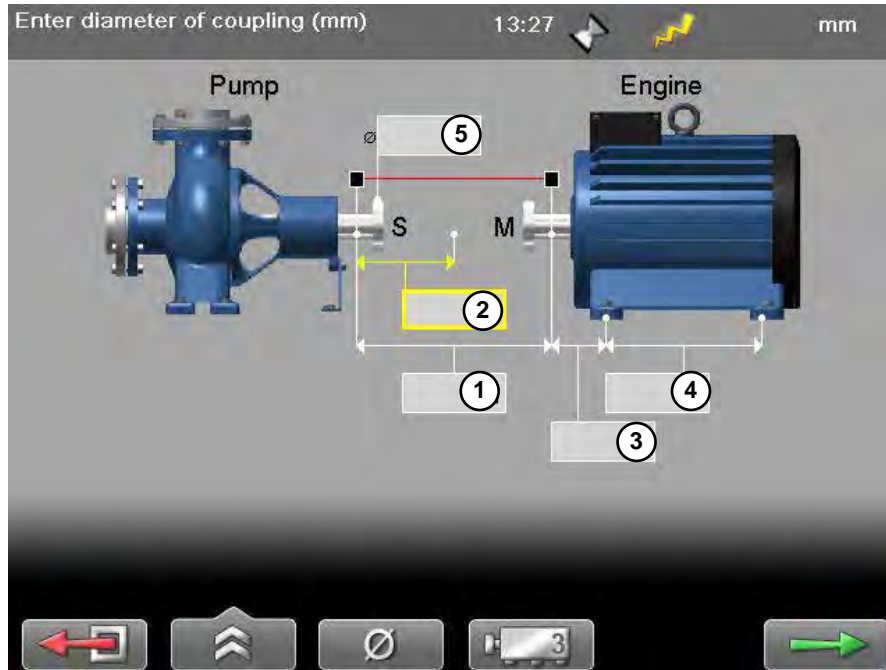 Enter diameter of coupling (mm) 13:27 mm
Pump Engine
Ø 5
S M
2
1 4
3
Ø 3